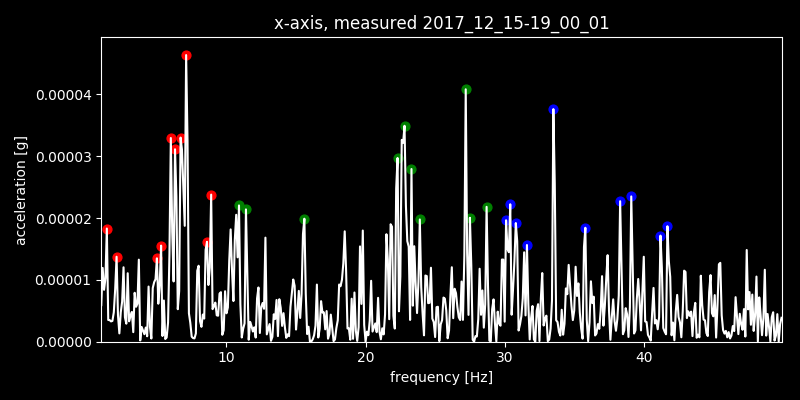 x-axis, measured 2017_12_15-19_00_01
acceleration [g]
0.00004
0.00003
0.00002
0.00001
0.00000
10 20 30 40
frequency [Hz]